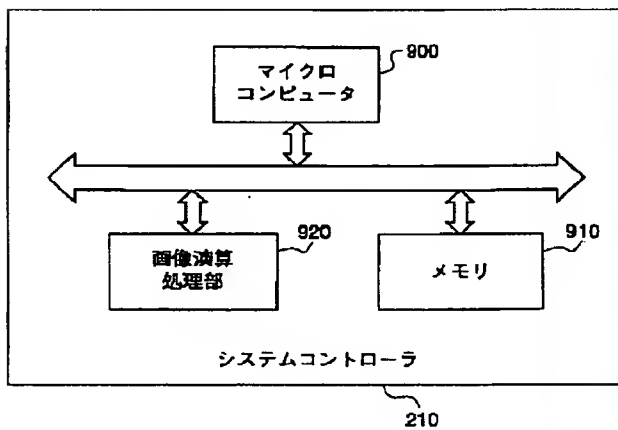 900
マイクロ
コンピュータ
920
画像演算
処理部
910
メモリ
システムコントローラ
210